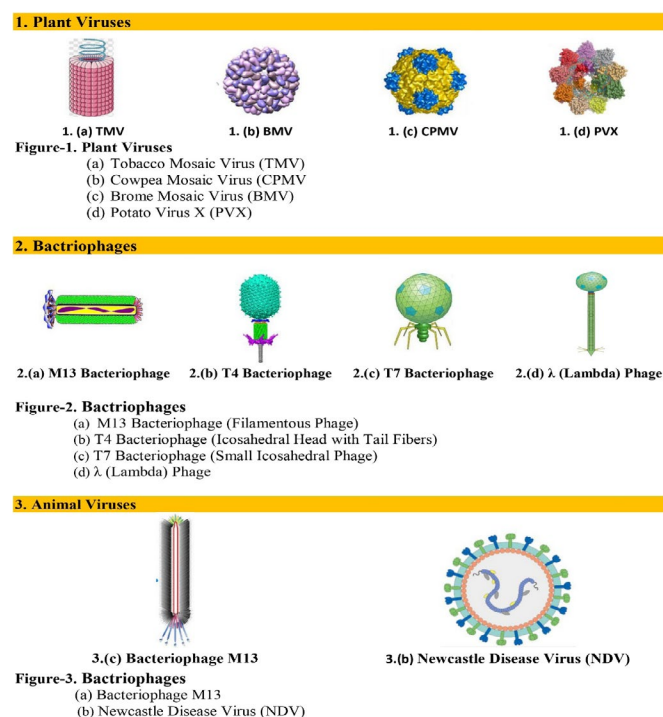 1. Plant Viruses
1. (a) TMV 1. (b) BMV 1. (c) CPMV 1. (d) PVX
Figure-1. Plant Viruses
(a) Tobacco Mosaic Virus (TMV)
(b) Cowpea Mosaic Virus (CPMV
(c) Brome Mosaic Virus (BMV)
(d) Potato Virus X (PVX)
2. Bactriophages
2.(a) M13 Bacteriophage 2.(b) T4 Bacteriophage 2.(c) T7 Bacteriophage 2.(d) λ (Lambda) Phage
Figure-2. Bactriophages
(a) M13 Bacteriophage (Filamentous Phage)
(b) T4 Bacteriophage (Icosahedral Head with Tail Fibers)
(c) T7 Bacteriophage (Small Icosahedral Phage)
(d) λ (Lambda) Phage
3. Animal Viruses
3.(c) Bacteriophage M13 3.(b) Newcastle Disease Virus (NDV)
Figure-3. Bactriophages
(a) Bacteriophage M13
(b) Newcastle Disease Virus (NDV)